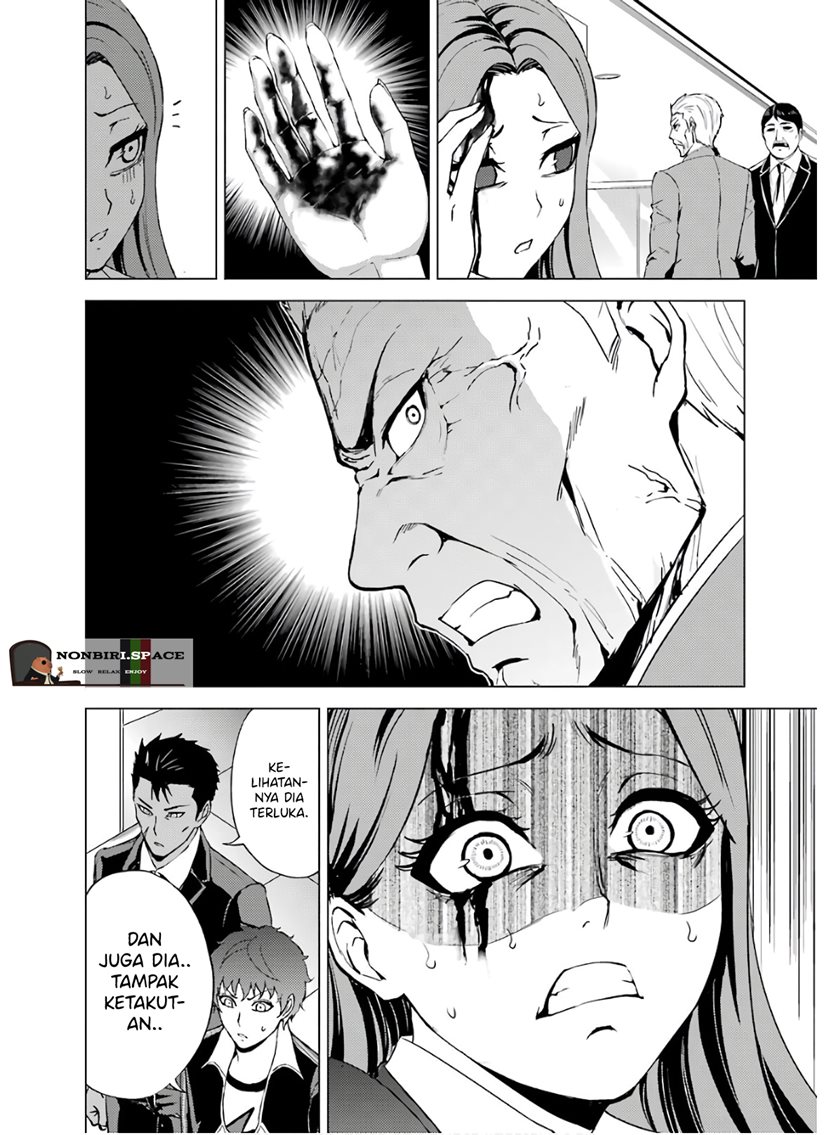 NONBIRI.SPACE
SLOW RELAX ENJOY
KE-
LIHATAN-
NYA DIA
TERLUKA.
DAN
JUGA DIA..
TAMPAK
KETAKUT-
AN..